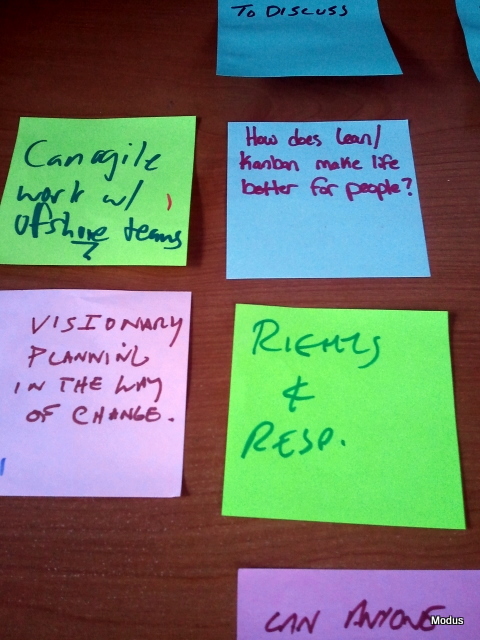 TO DISCUSS
Can agile
work w/
offshore teams
?
How does lean/
Kanban make life
better for people?
VISIONARY
PLANNING
IN THE WAY
OF CHANGE.
RIGHTS
&
RESP.
CAN ANYONE
Modus